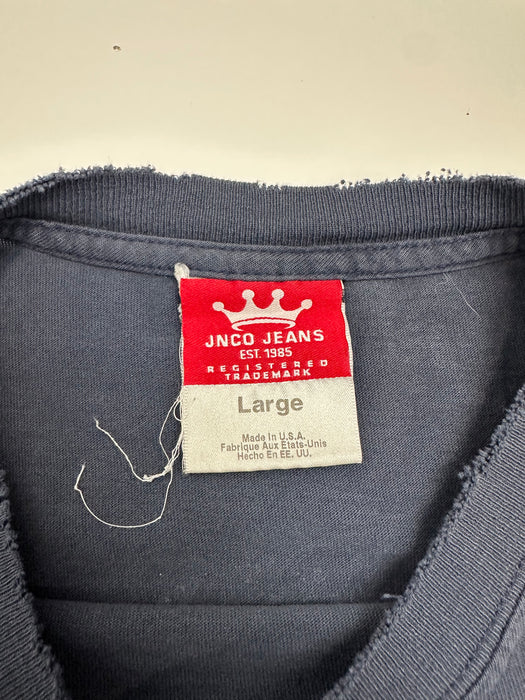 JNCO JEANS
EST. 1985
REGISTERED
TRADEMARK
Large
Made In U.S.A.
Fabrique Aux Etats-Unis
Hecho En EE. UU.